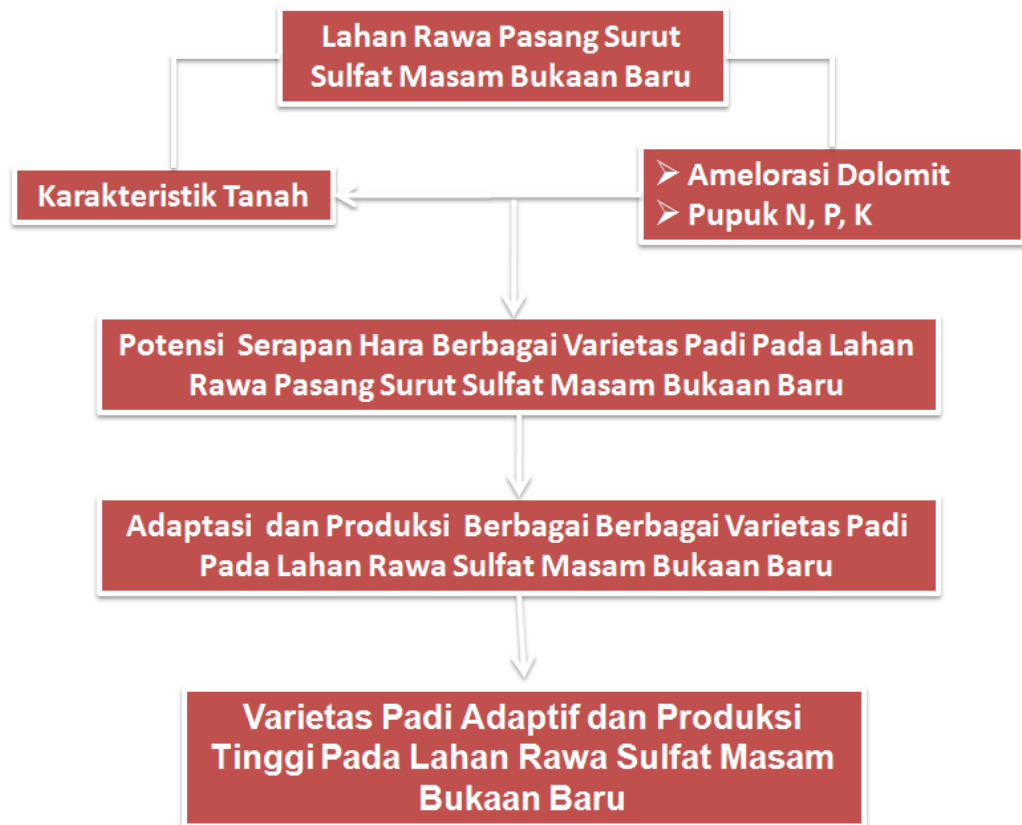 Lahan Rawa Pasang Surut
Sulfat Masam Bukaan Baru
Karakteristik Tanah
➢ Amelorasi Dolomit
➢ Pupuk N, P, K
Potensi Serapan Hara Berbagai Varietas Padi Pada Lahan
Rawa Pasang Surut Sulfat Masam Bukaan Baru
Adaptasi dan Produksi Berbagai Berbagai Varietas Padi
Pada Lahan Rawa Sulfat Masam Bukaan Baru
Varietas Padi Adaptif dan Produksi
Tinggi Pada Lahan Rawa Sulfat Masam
Bukaan Baru